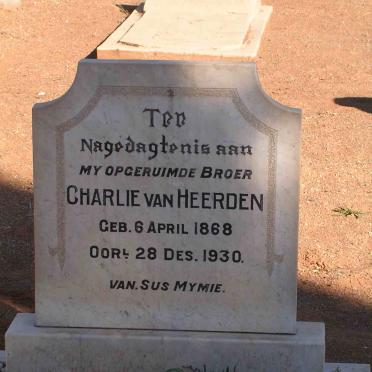 Ter
Nagedagtenis aan
MY OPGERUIMDE BROER
CHARLIE VAN HEERDEN
GEB. 6 APRIL 1868
OORL. 28 DES. 1930.
VAN. SUS MYMIE.